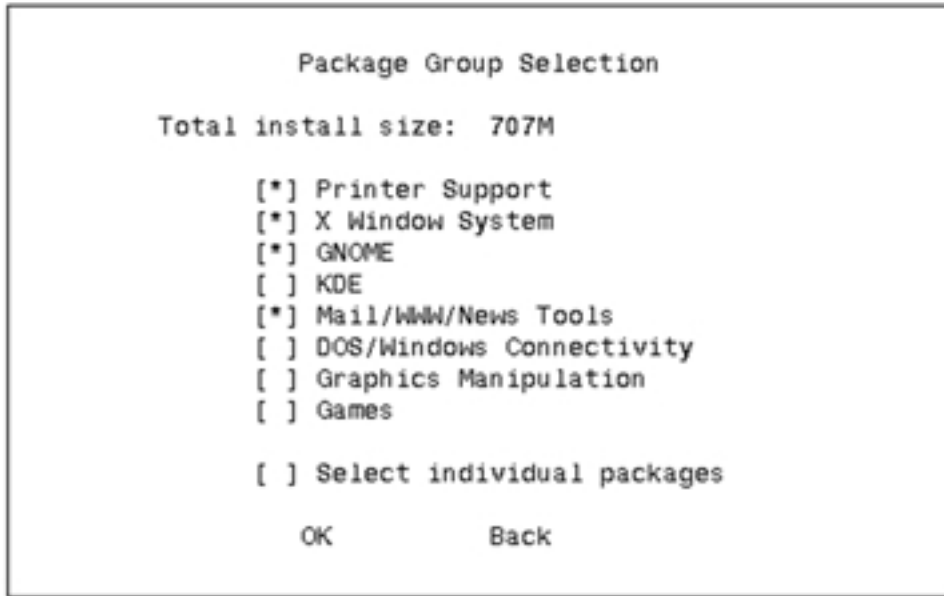 Package Group Selection
Total install size: 707M
[*] Printer Support
[*] X Window System
[*] GNOME
[ ] KDE
[*] Mail/WWW/News Tools
[ ] DOS/Windows Connectivity
[ ] Graphics Manipulation
[ ] Games
[ ] Select individual packages
OK Back